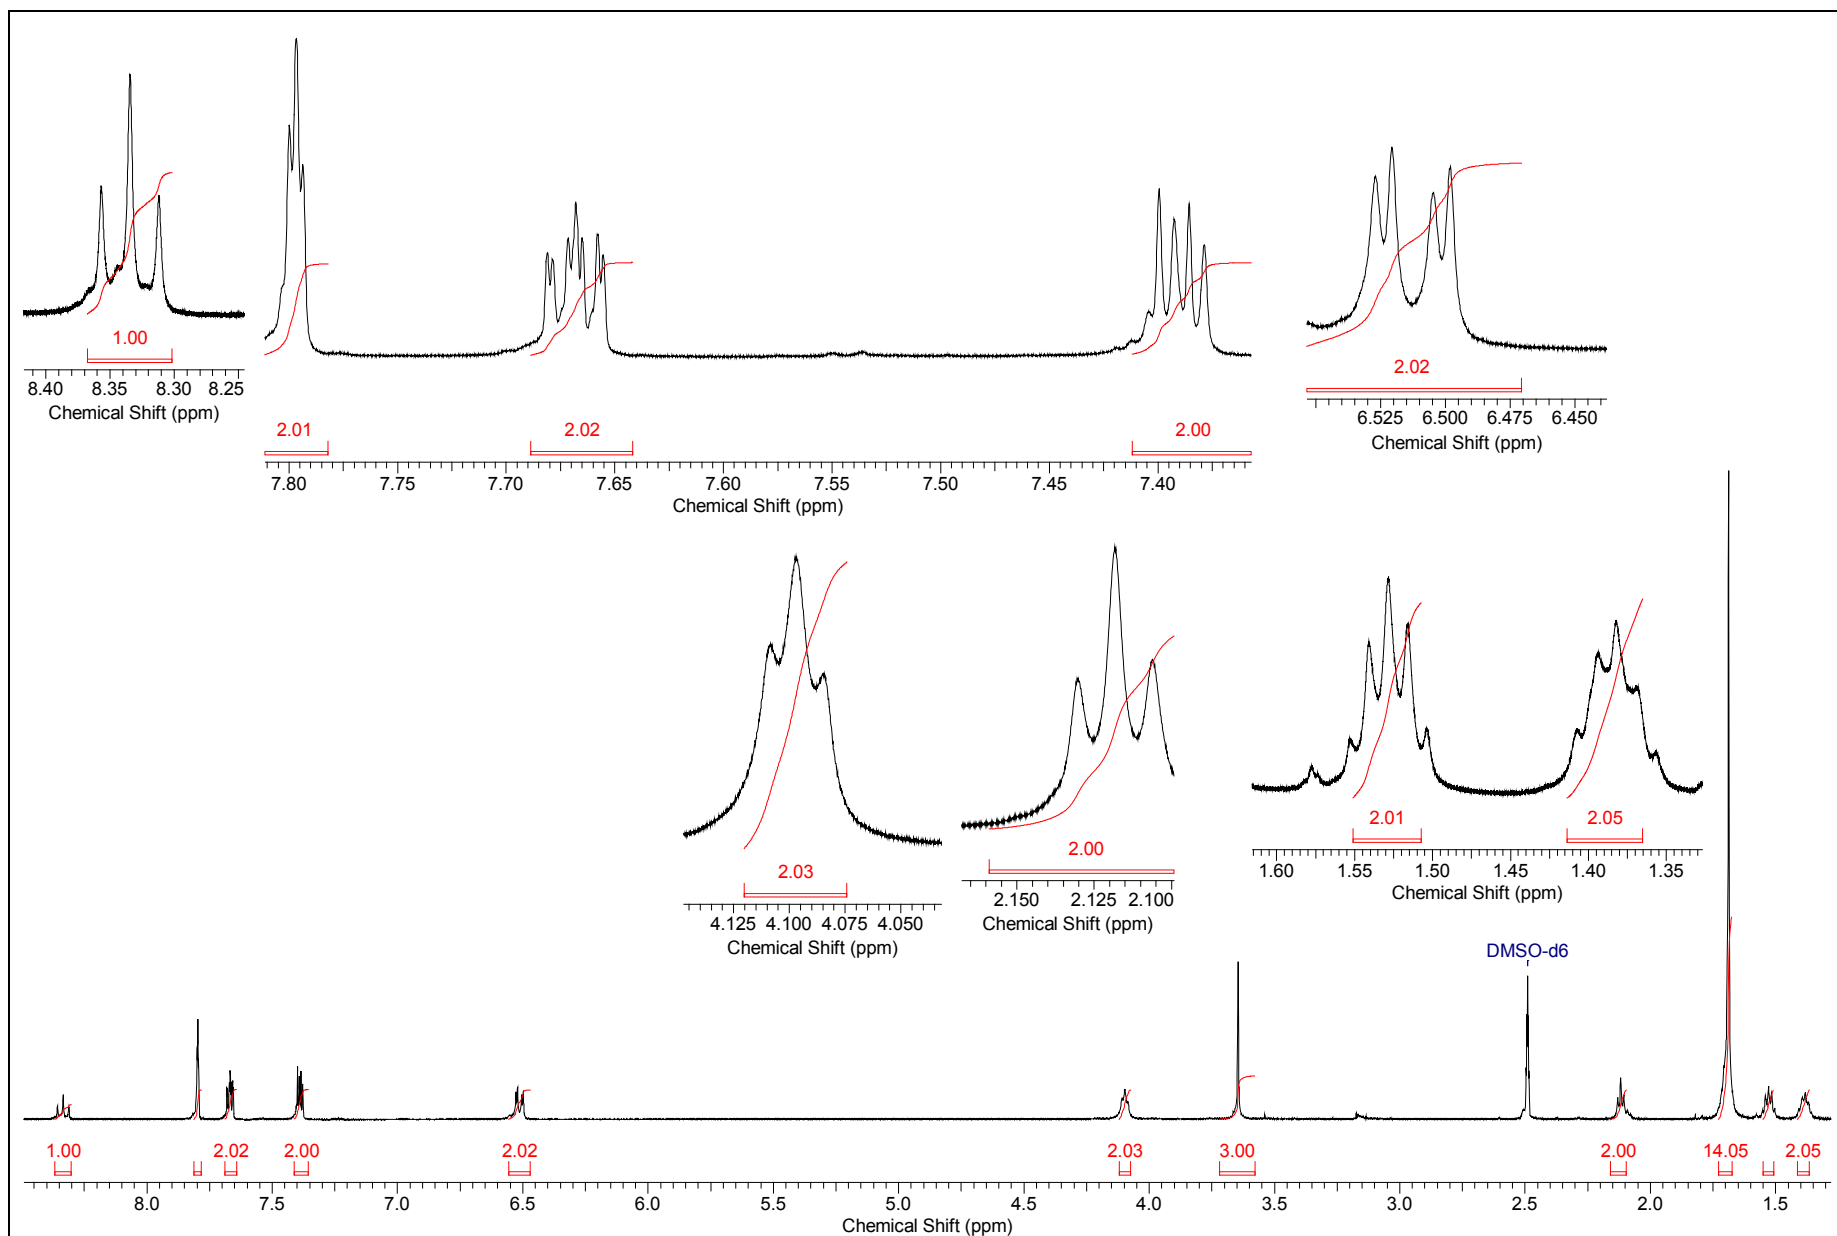 1.00
8.40 8.35 8.30 8.25
Chemical Shift (ppm)
2.01 2.02 2.00
7.80 7.75 7.70 7.65 7.60 7.55 7.50 7.45 7.40
Chemical Shift (ppm)
2.02
6.525 6.500 6.475 6.450
Chemical Shift (ppm)
2.03
4.125 4.100 4.075 4.050
Chemical Shift (ppm)
2.00
2.150 2.125 2.100
Chemical Shift (ppm)
2.01 2.05
1.60 1.55 1.50 1.45 1.40 1.35
Chemical Shift (ppm)
DMSO-d6
1.00 2.02 2.00 2.02 2.03 3.00 2.00 14.05 2.05
8.0 7.5 7.0 6.5 6.0 5.5 5.0 4.5 4.0 3.5 3.0 2.5 2.0 1.5
Chemical Shift (ppm)